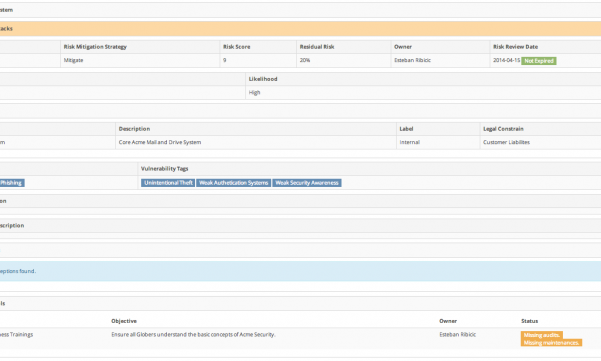 stem
tacks
Risk Mitigation Strategy Risk Score Residual Risk Owner Risk Review Date
Mitigate 9 20% Esteban Ribicic 2014-04-15 Not Expired
Likelihood
High
Description Label Legal Constrain
m Core Acme Mail and Drive System Internal Customer Liabilites
Vulnerability Tags
Phishing Unintentional Theft Weak Authetication Systems Weak Security Awareness
on
scription
eptions found.
ls
Objective Owner Status
ess Trainings Ensure all Globers understand the basic concepts of Acme Security. Esteban Ribicic Missing audits.
Missing maintenances.